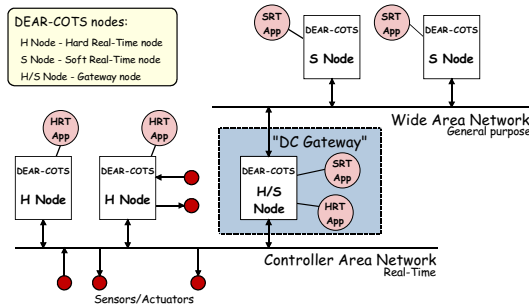 DEAR-COTS nodes:
H Node - Hard Real-Time node
S Node - Soft Real-Time node
H/S Node - Gateway node
SRT
App
DEAR-COTS
S Node
SRT
App
DEAR-COTS
S Node
Wide Area Network
General purpose
HRT
App
DEAR-COTS
H Node
HRT
App
DEAR-COTS
H Node
"DC Gateway"
DEAR-COTS
H/S
Node
SRT
App
HRT
App
Controller Area Network
Real-Time
Sensors/Actuators